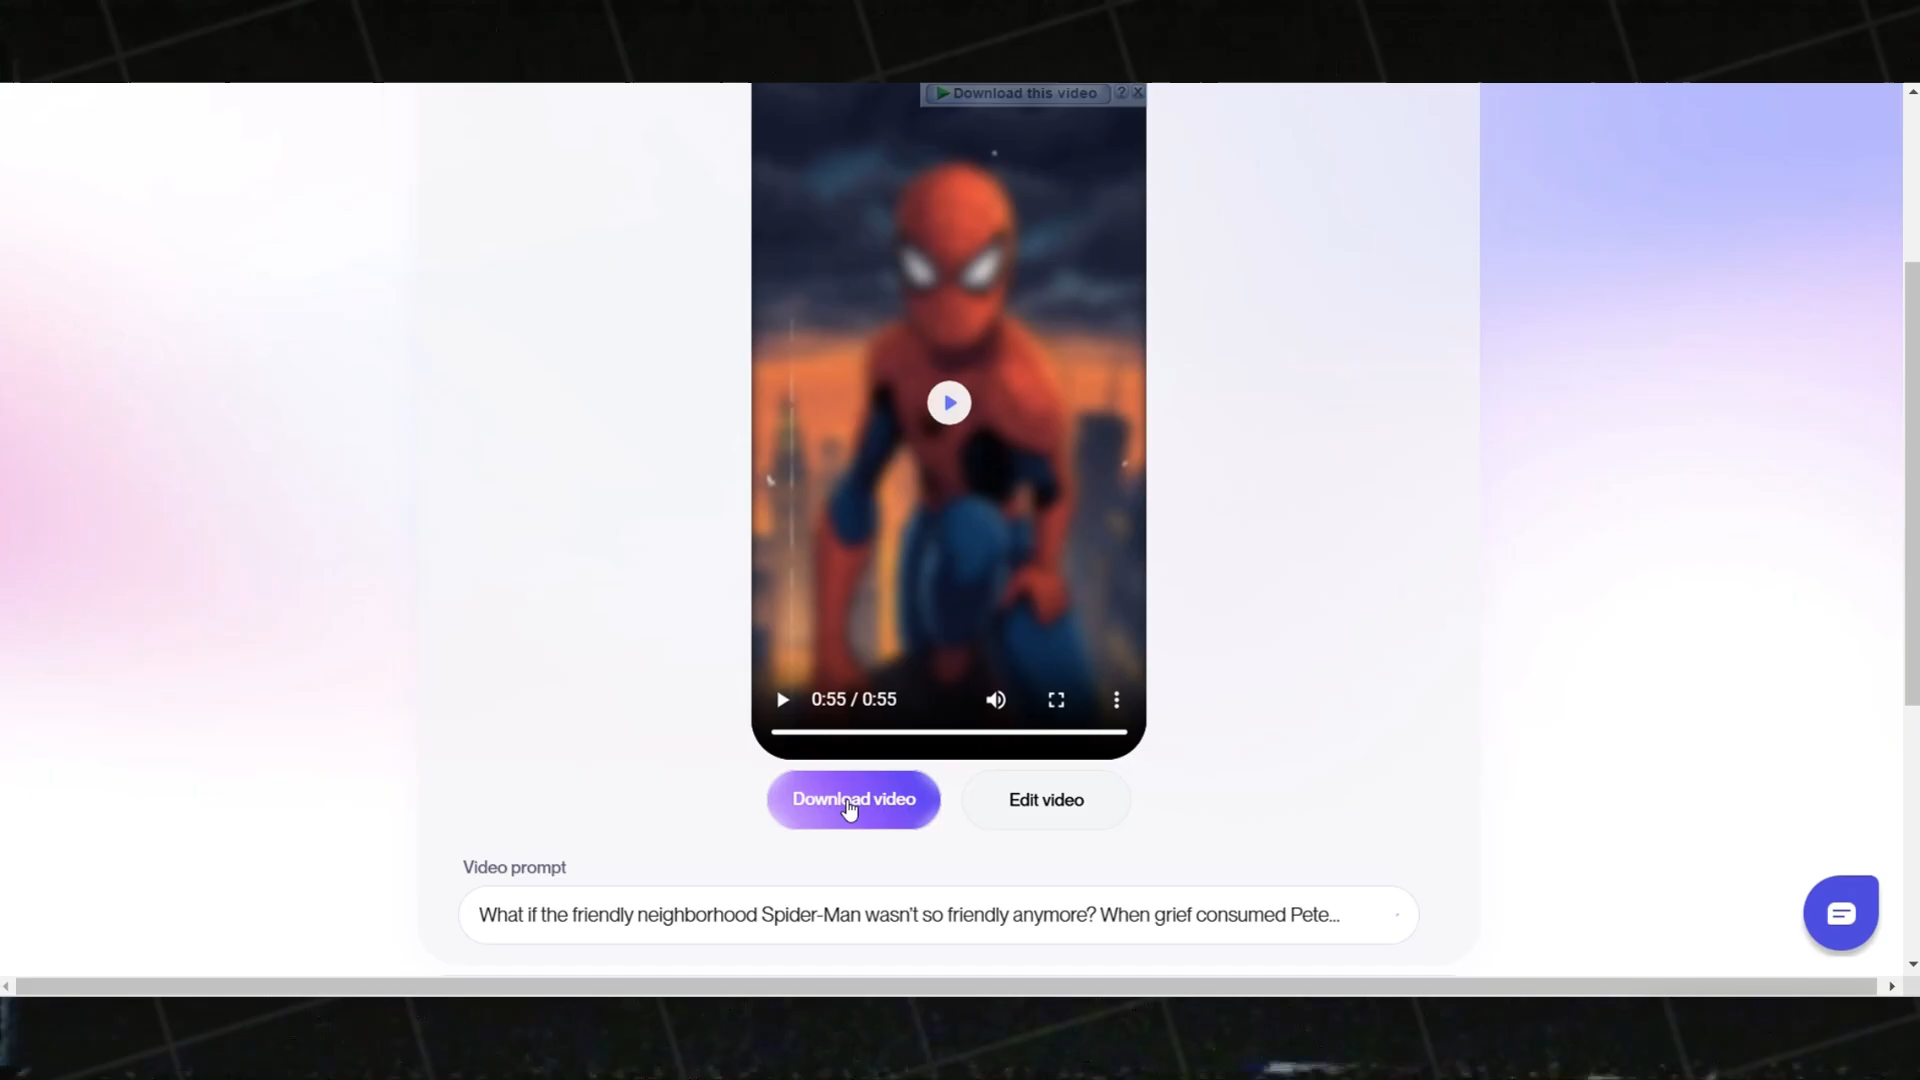 Download this video ? X
0:55 / 0:55
Download video
Edit video
Video prompt
What if the friendly neighborhood Spider-Man wasn't so friendly anymore? When grief consumed Pete...